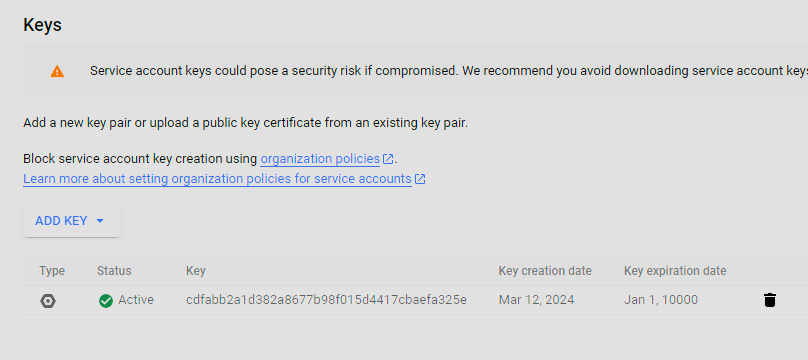 Keys
Service account keys could pose a security risk if compromised. We recommend you avoid downloading service account keys
Add a new key pair or upload a public key certificate from an existing key pair.
Block service account key creation using organization policies.
Learn more about setting organization policies for service accounts
ADD KEY
Type Status Key Key creation date Key expiration date
Active cdfabb2a1d382a8677b98f015d4417cbaefa325e Mar 12, 2024 Jan 1, 10000